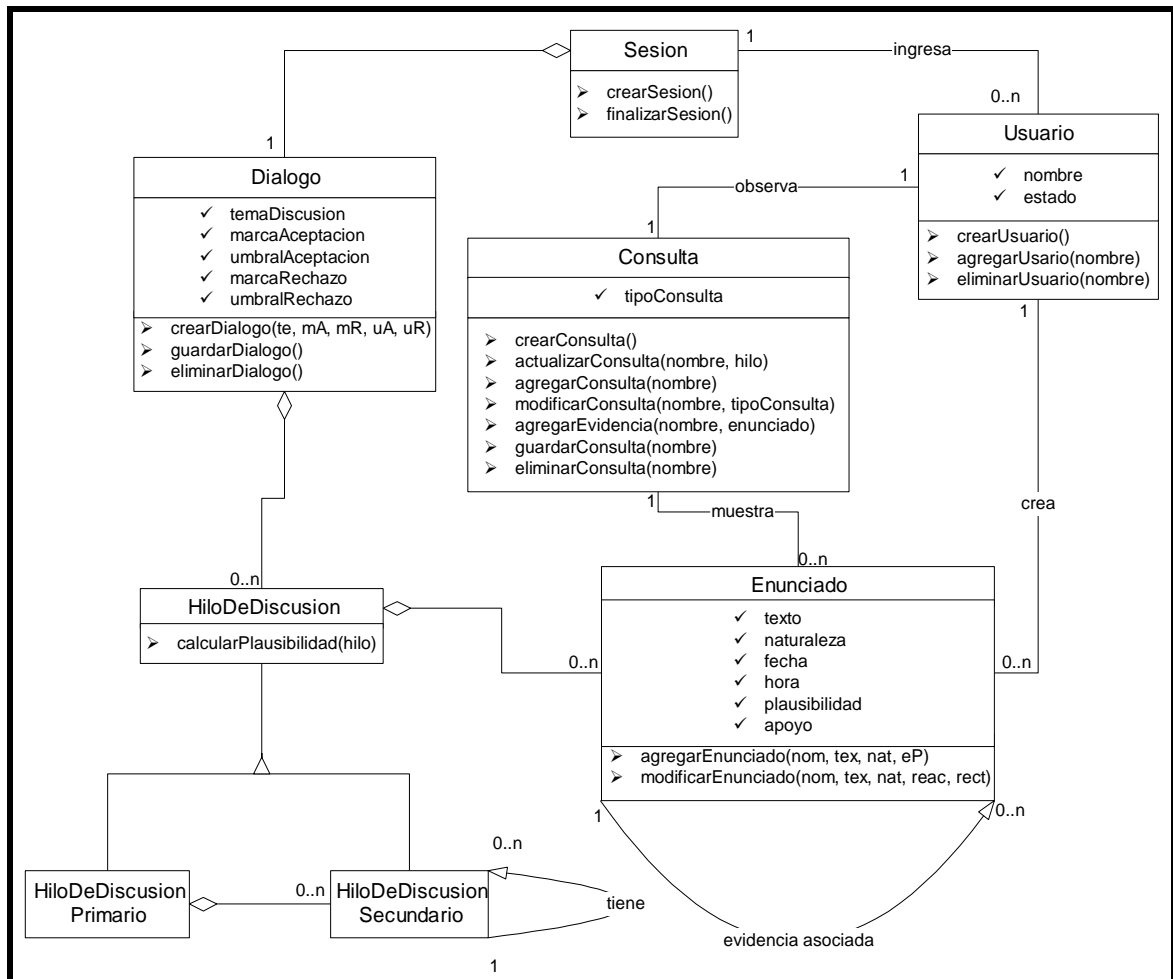 Sesion
crearSesion()
finalizarSesion()
1
ingresa
0..n
Usuario
nombre
estado
crearUsuario()
agregarUsario(nombre)
eliminarUsuario(nombre)
1
1
Dialogo
temaDiscusion
marcaAceptacion
umbralAceptacion
marcaRechazo
umbralRechazo
crearDialogo(te, mA, mR, uA, uR)
guardarDialogo()
eliminarDialogo()
1
observa
1
Consulta
tipoConsulta
crearConsulta()
actualizarConsulta(nombre, hilo)
agregarConsulta(nombre)
modificarConsulta(nombre, tipoConsulta)
agregarEvidencia(nombre, enunciado)
guardarConsulta(nombre)
eliminarConsulta(nombre)
1
muestra
0..n
crea
0..n
0..n
HiloDeDiscusion
calcularPlausibilidad(hilo)
0..n
Enunciado
texto
naturaleza
fecha
hora
plausibilidad
apoyo
agregarEnunciado(nom, tex, nat, eP)
modificarEnunciado(nom, tex, nat, reac, rect)
1
0..n
evidencia asociada
HiloDeDiscusion
Primario
0..n
HiloDeDiscusion
Secundario
0..n
tiene
1